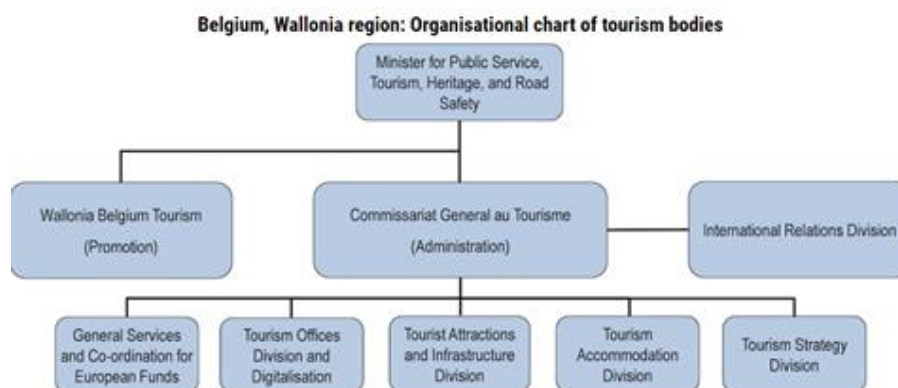 Belgium, Wallonia region: Organisational chart of tourism bodies
Minister for Public Service,
Tourism, Heritage, and Road
Safety
Wallonia Belgium Tourism
(Promotion)
Commissariat General au Tourisme
(Administration)
International Relations Division
General Services
and Co-ordination for
European Funds
Tourism Offices
Division and
Digitalisation
Tourist Attractions
and Infrastructure
Division
Tourism
Accommodation
Division
Tourism Strategy
Division